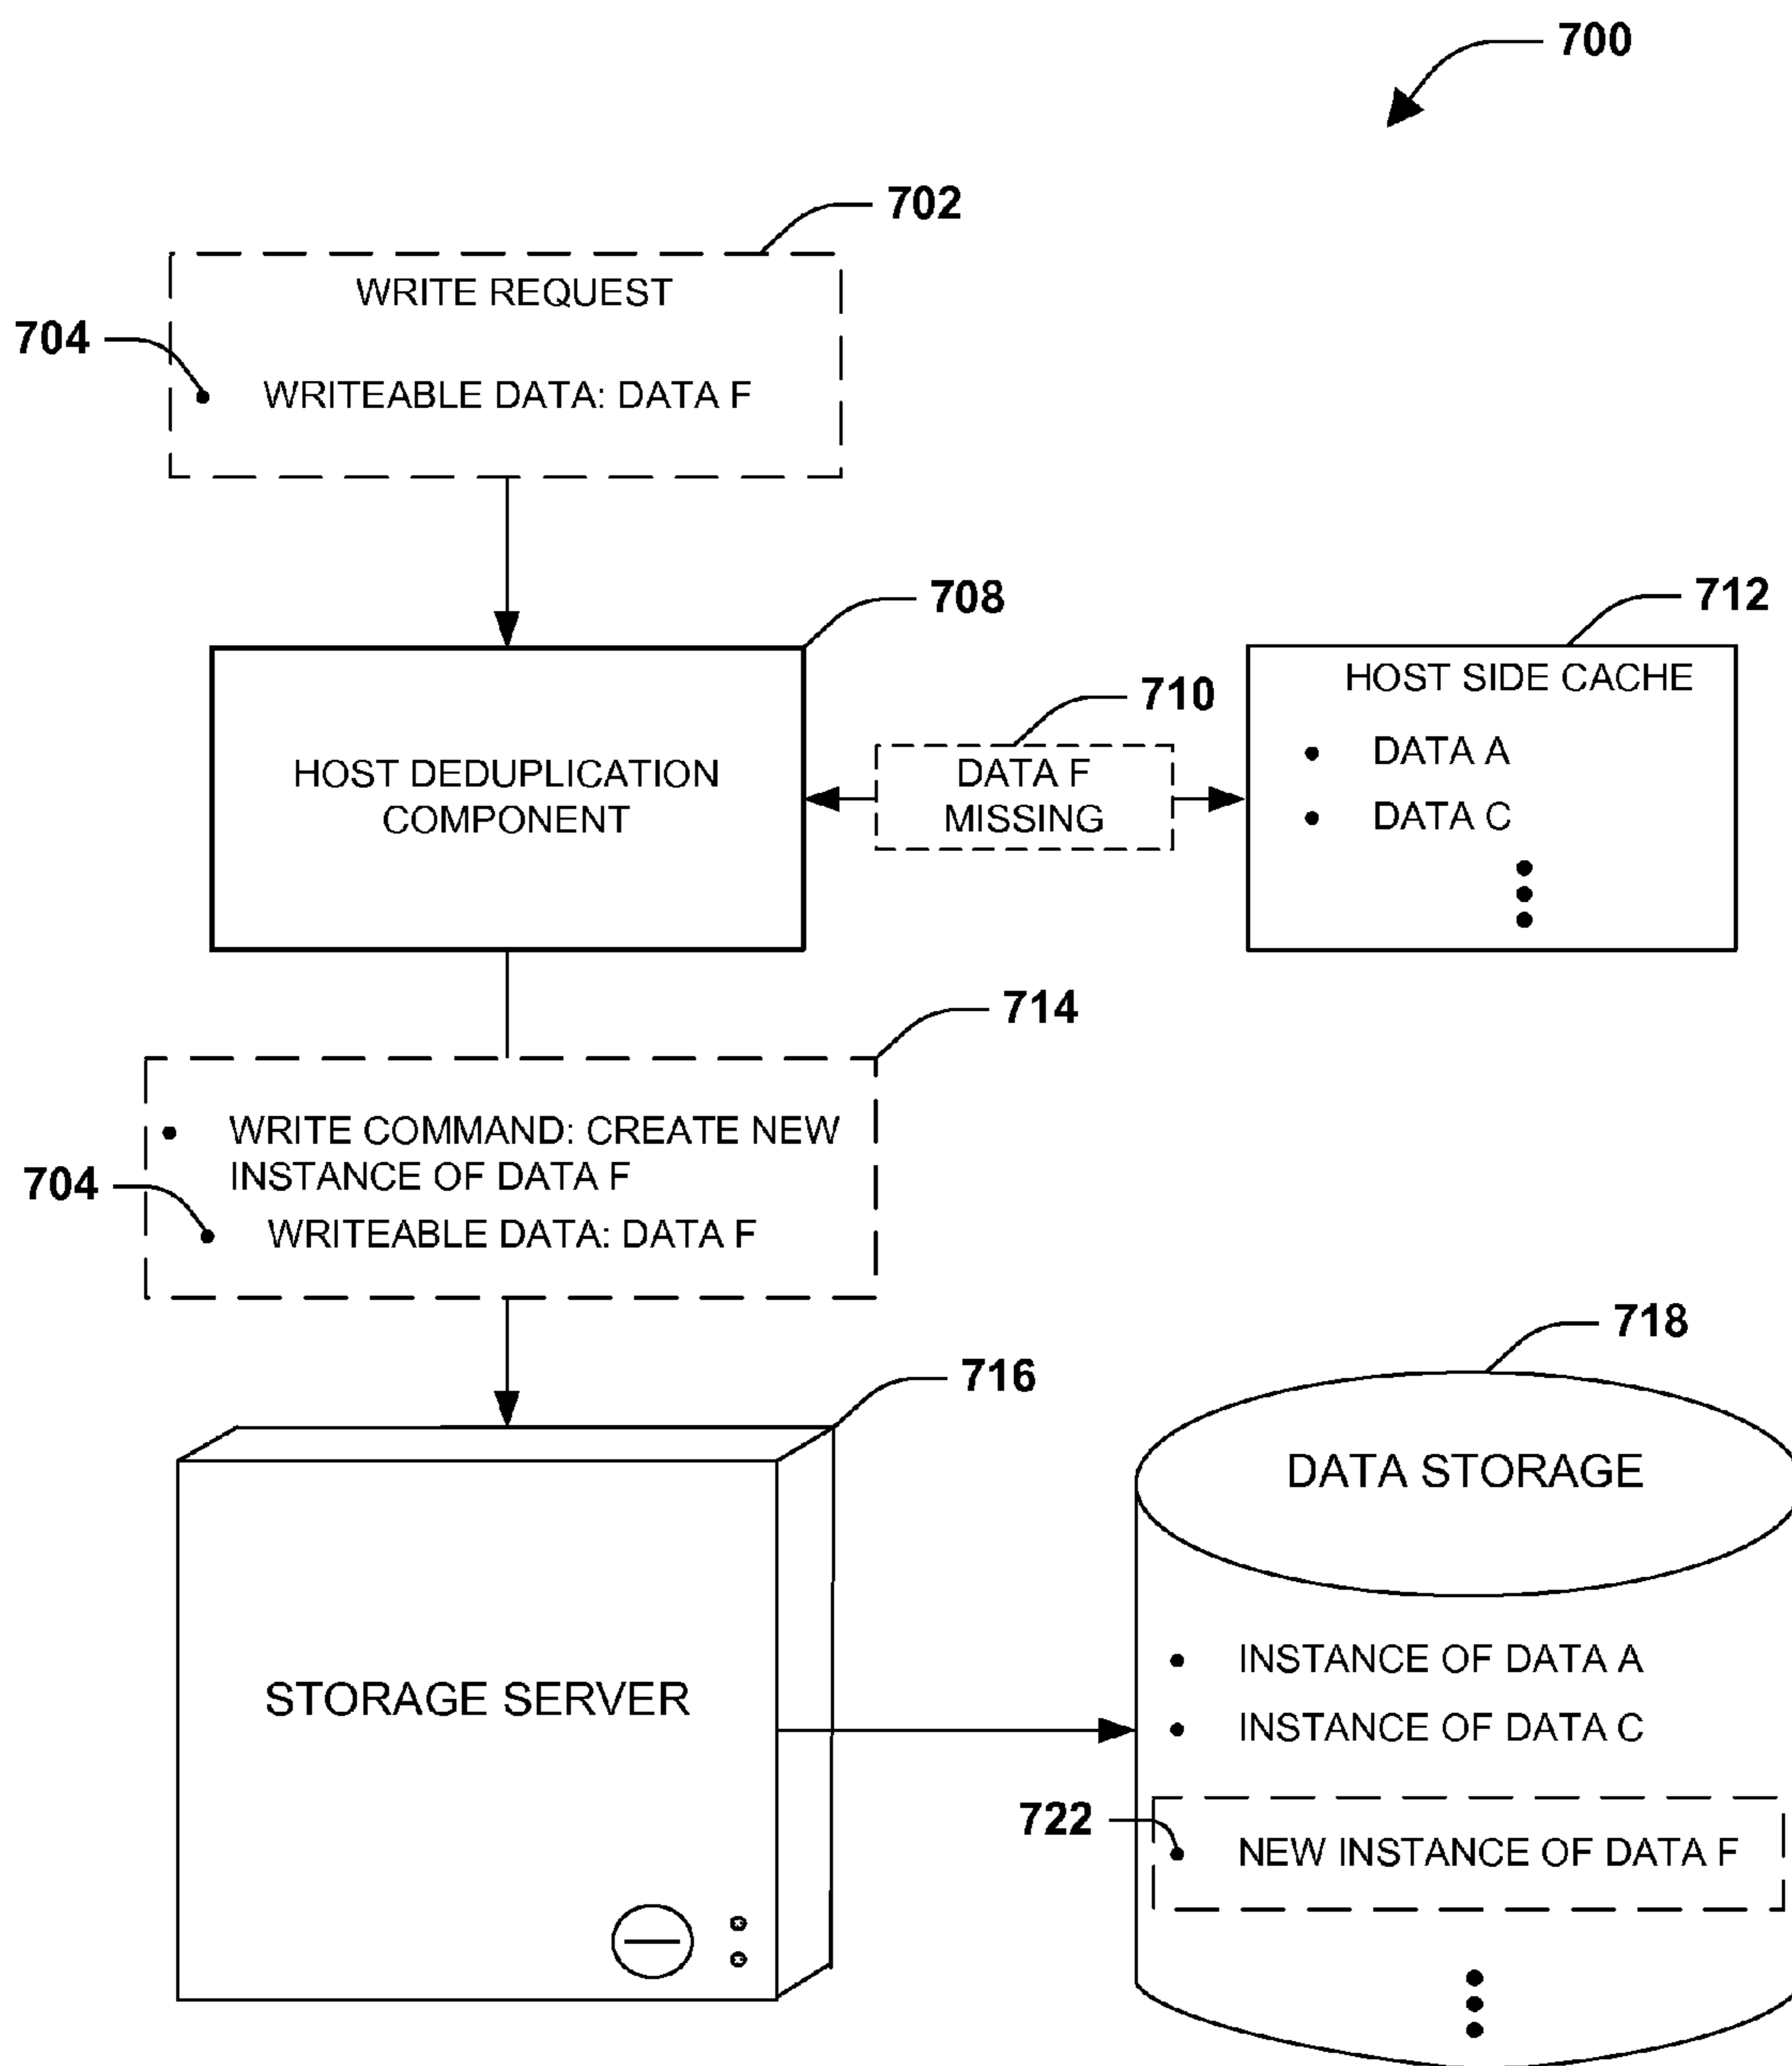 700
702
WRITE REQUEST
704
• WRITEABLE DATA: DATA F
708
712
710
HOST SIDE CACHE
• DATA A
• DATA C
DATA F
MISSING
HOST DEDUPLICATION
COMPONENT
714
• WRITE COMMAND: CREATE NEW
INSTANCE OF DATA F
704
• WRITEABLE DATA: DATA F
718
716
DATA STORAGE
STORAGE SERVER
• INSTANCE OF DATA A
• INSTANCE OF DATA C
722
• NEW INSTANCE OF DATA F